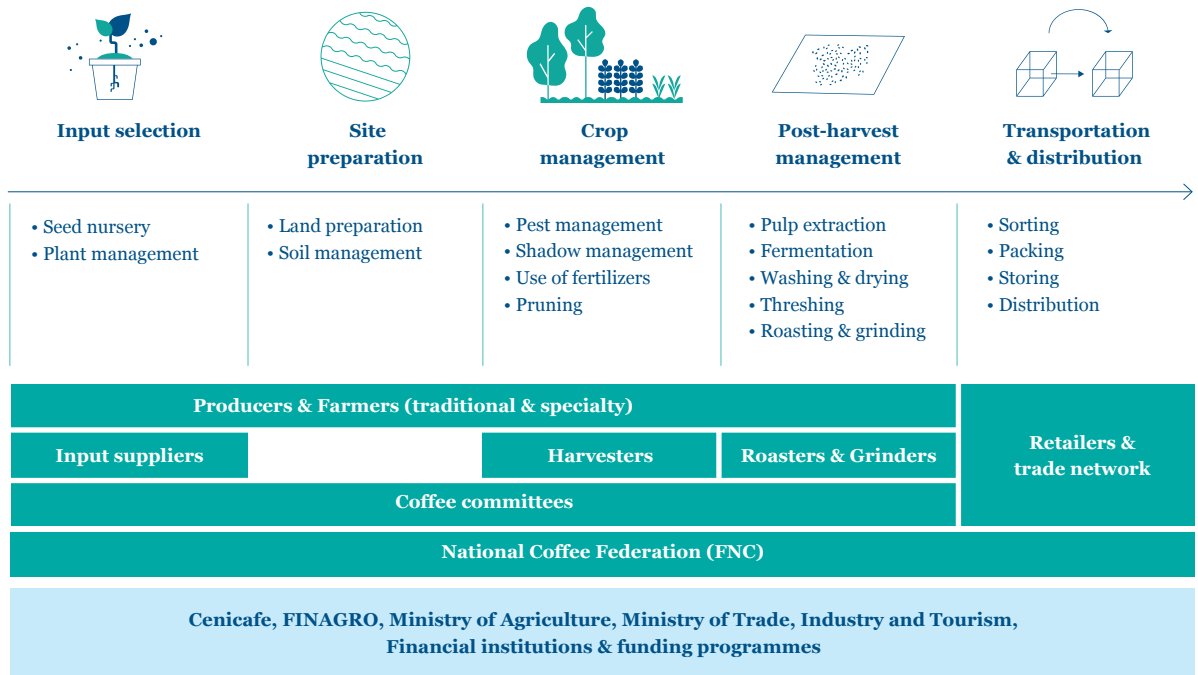 Input selection
Site
preparation
Crop
management
Post-harvest
management
Transportation
& distribution
• Seed nursery
• Plant management
• Land preparation
• Soil management
• Pest management
• Shadow management
• Use of fertilizers
• Pruning
• Pulp extraction
• Fermentation
• Washing & drying
• Threshing
• Roasting & grinding
• Sorting
• Packing
• Storing
• Distribution
Producers & Farmers (traditional & specialty)
Input suppliers
Harvesters
Roasters & Grinders
Retailers &
trade network
Coffee committees
National Coffee Federation (FNC)
Cenicafe, FINAGRO, Ministry of Agriculture, Ministry of Trade, Industry and Tourism,
Financial institutions & funding programmes